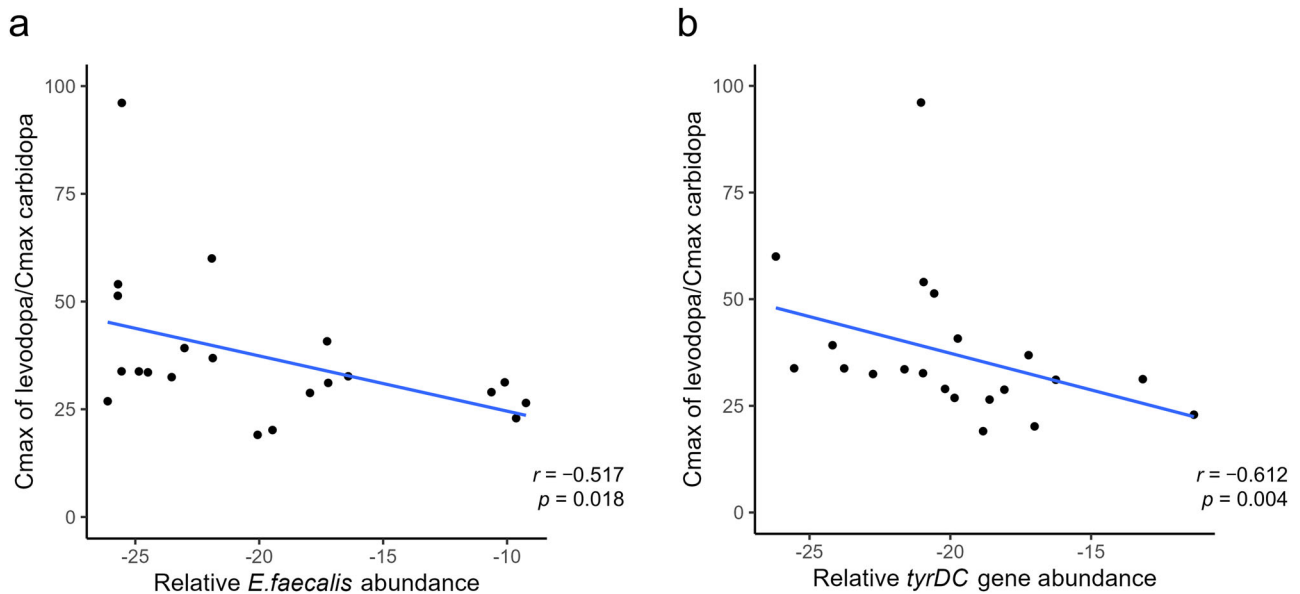 a
Cmax of levodopa/Cmax carbidopa
100
75
50
25
0
-25
-20
-15
-10
Relative E.faecalis abundance
r = −0.517
p = 0.018
b
Cmax of levodopa/Cmax carbidopa
100
75
50
25
0
-25
-20
-15
Relative tyrDC gene abundance
r = −0.612
p = 0.004